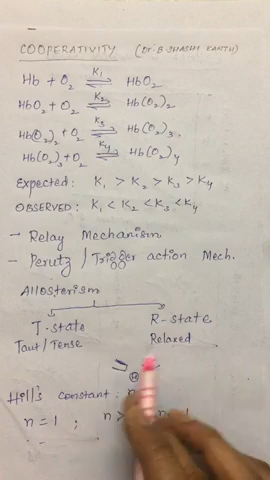 COOPERATIVITY (Dr. B SHASHI KANTH)
Hb + O₂ ⇌ HbO₂ K₁
HbO₂ + O₂ ⇌ Hb(O₂)₂ K₂
Hb(O₂)₂ + O₂ ⇌ Hb(O₂)₃ K₃
Hb(O₂)₃ + O₂ ⇌ Hb(O₂)₄ K₄
Expected: K₁ > K₂ > K₃ > K₄
OBSERVED: K₁ < K₂ < K₃ < K₄
- Relay Mechanism
- Perutz / Trigger action Mech.
Allosterism
T-state R-state
Taut / Tense Relaxed
H
Hill's Constant: n
n = 1 ; n >